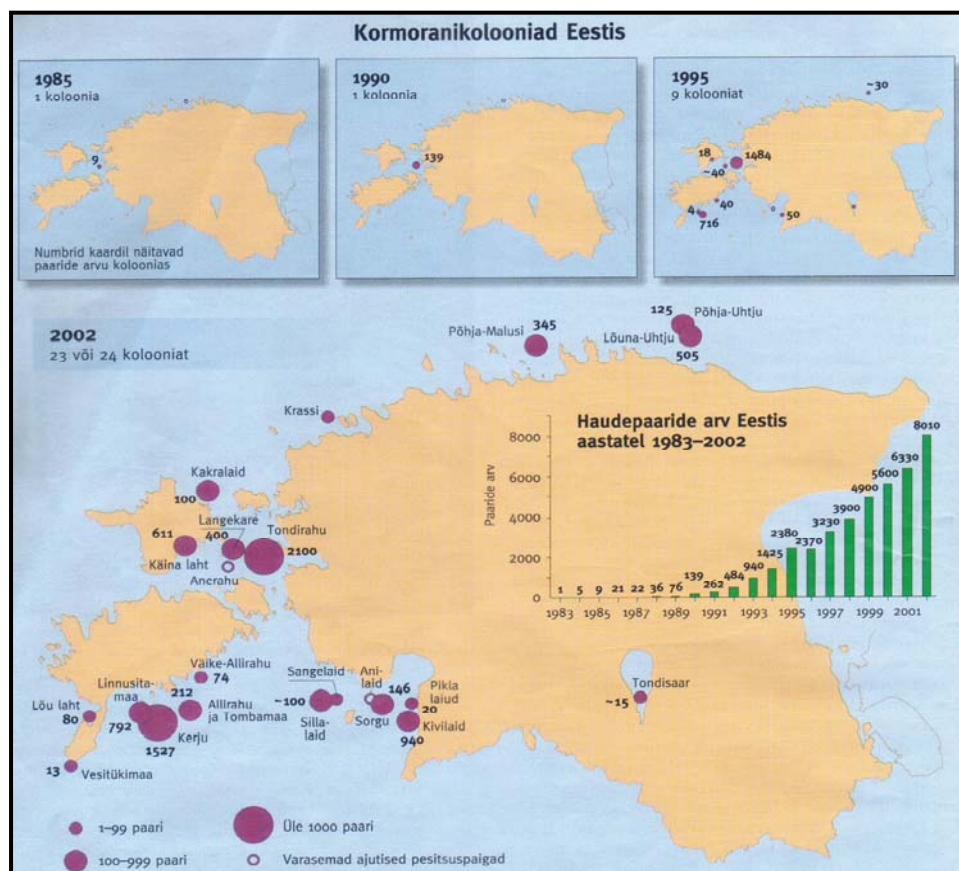 Kormoranikolooniad Eestis
1985
1 koloonia
9
Numbrid kaardil näitavad
paaride arvu koloonias
1990
1 koloonia
139
1995
9 kolooniat
~30
18
1484
~40
40
4
716
50
2002
23 või 24 kolooniat
Põhja-Malusi
345
125
Põhja-Uhtju
Lõuna-Uhtju
505
Krassi
Kakralaid
100
Langekare
611
400
Tondirahu
2100
Käina laht
Anerahu
Haudepaaride arv Eestis
aastatel 1983–2002
Paaride arv
8000
6000
4000
2000
0
1
5
9
21
22
36
76
139
262
484
940
1425
2380
2370
3230
3900
4900
5600
6330
8010
1983
1985
1987
1989
1991
1993
1995
1997
1999
2001
Väike-Allirahu
74
Linnusita-
maa
212
Allirahu
ja Tombamaa
Lõu laht
80
792
Kerju
1527
13
Vesitükimaa
Sangelaid
~100
Silla-
laid
Ani-
laid
146
Sorgu
Pikla
laiud
20
Kivilaid
940
Tondisaar
~15
1–99 paari
100–999 paari
Üle 1000 paari
Varasemad ajutised pesitsuspaigad